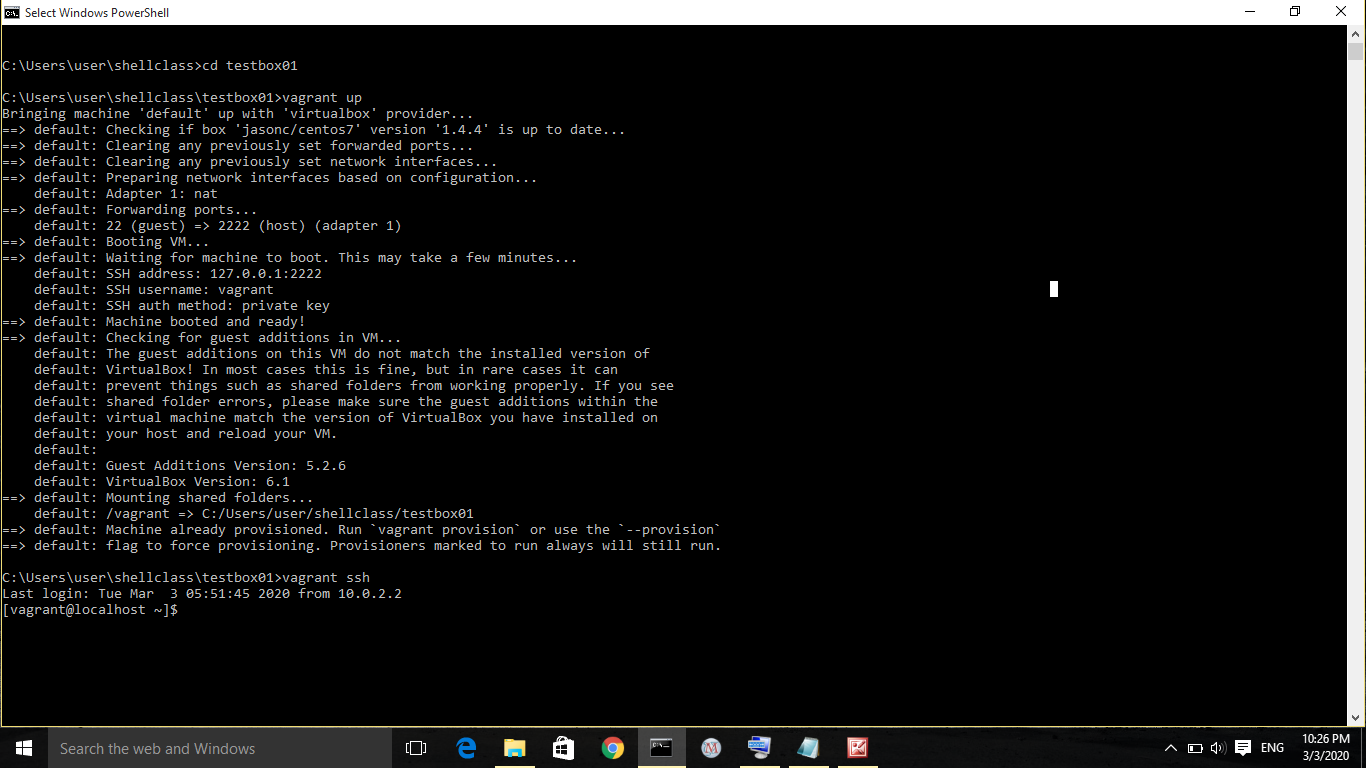 Select Windows PowerShell
C:\Users\user\shellclass>cd testbox01
C:\Users\user\shellclass\testbox01>vagrant up
Bringing machine 'default' up with 'virtualbox' provider...
==> default: Checking if box 'jasonc/centos7' version '1.4.4' is up to date...
==> default: Clearing any previously set forwarded ports...
==> default: Clearing any previously set network interfaces...
==> default: Preparing network interfaces based on configuration...
    default: Adapter 1: nat
==> default: Forwarding ports...
    default: 22 (guest) => 2222 (host) (adapter 1)
==> default: Booting VM...
==> default: Waiting for machine to boot. This may take a few minutes...
    default: SSH address: 127.0.0.1:2222
    default: SSH username: vagrant
    default: SSH auth method: private key
==> default: Machine booted and ready!
==> default: Checking for guest additions in VM...
    default: The guest additions on this VM do not match the installed version of
    default: VirtualBox! In most cases this is fine, but in rare cases it can
    default: prevent things such as shared folders from working properly. If you see
    default: shared folder errors, please make sure the guest additions within the
    default: virtual machine match the version of VirtualBox you have installed on
    default: your host and reload your VM.
    default:
    default: Guest Additions Version: 5.2.6
    default: VirtualBox Version: 6.1
==> default: Mounting shared folders...
    default: /vagrant => C:/Users/user/shellclass/testbox01
==> default: Machine already provisioned. Run `vagrant provision` or use the `--provision`
==> default: flag to force provisioning. Provisioners marked to run always will still run.
C:\Users\user\shellclass\testbox01>vagrant ssh
Last login: Tue Mar  3 05:51:45 2020 from 10.0.2.2
[vagrant@localhost ~]$
Search the web and Windows
ENG
10:26 PM
3/3/2020